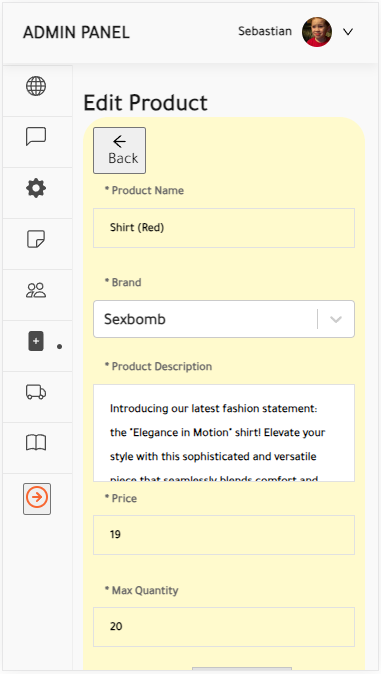 ADMIN PANEL
Sebastian
Edit Product
Back
* Product Name
Shirt (Red)
* Brand
Sexbomb
* Product Description
Introducing our latest fashion statement:
the "Elegance in Motion" shirt! Elevate your
style with this sophisticated and versatile
piece that seamlessly blends comfort and
* Price
19
* Max Quantity
20